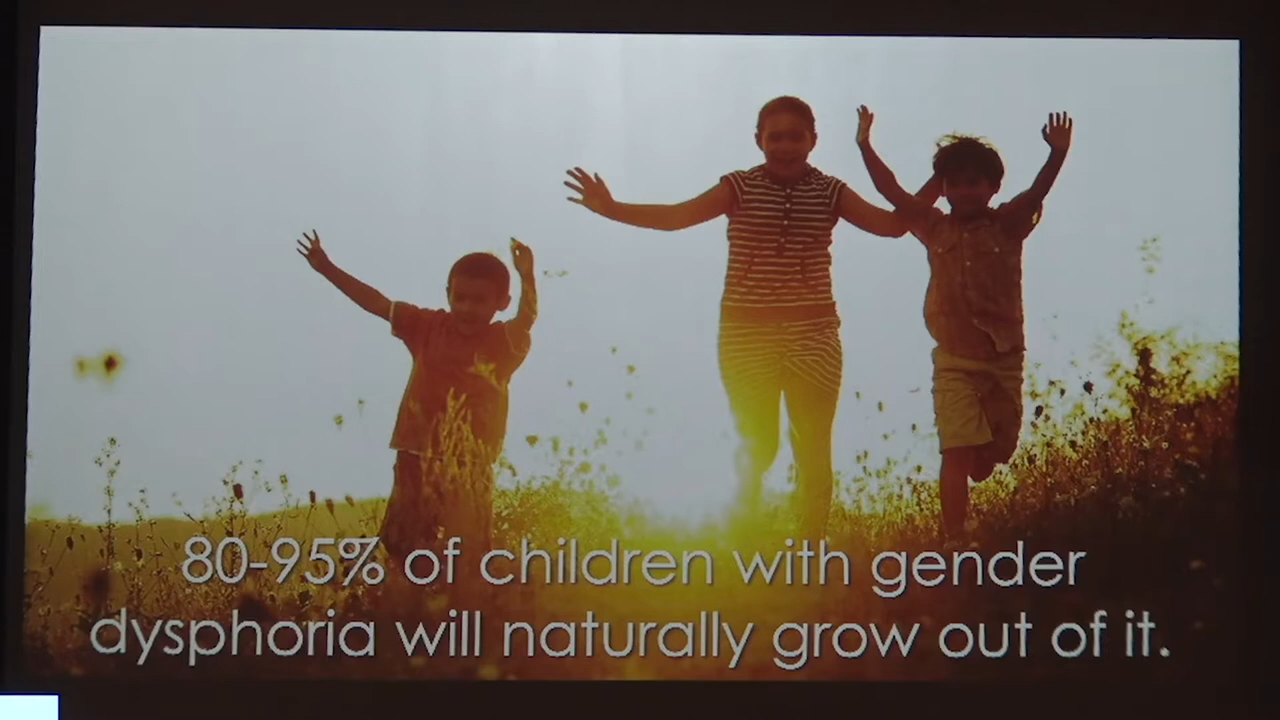 80-95% of children with gender
dysphoria will naturally grow out of it.